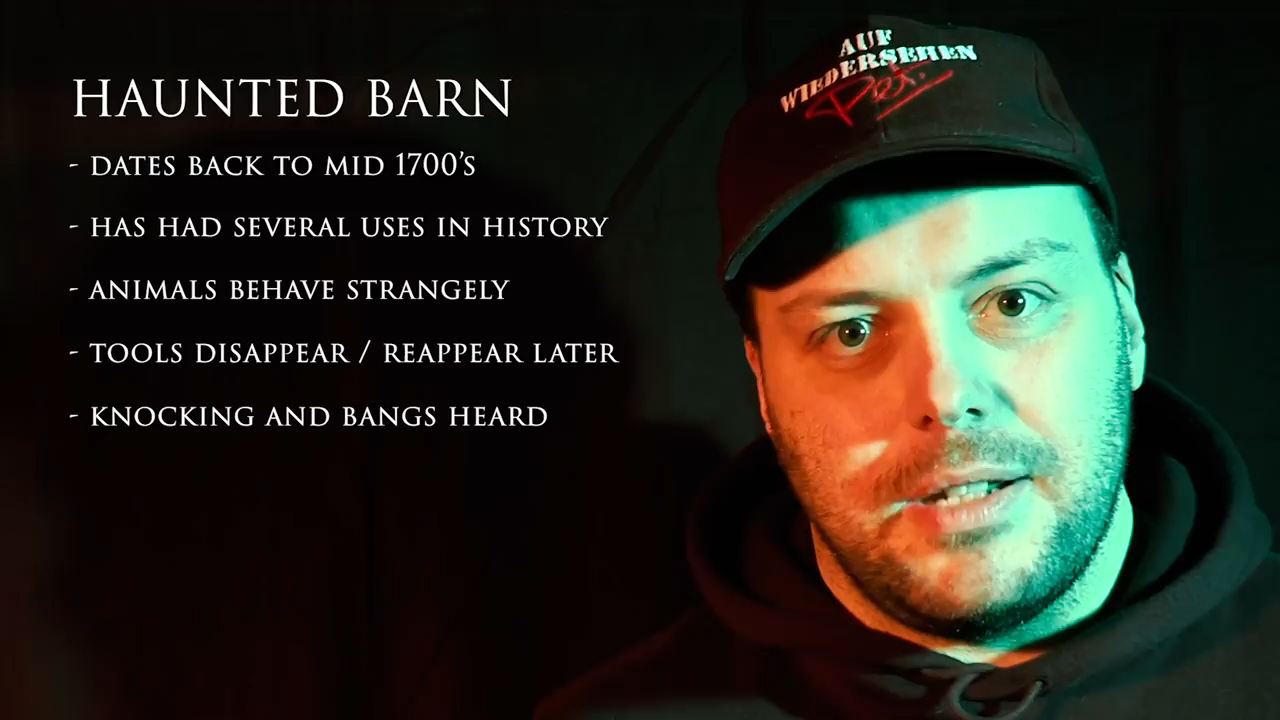 HAUNTED BARN
- DATES BACK TO MID 1700'S
- HAS HAD SEVERAL USES IN HISTORY
- ANIMALS BEHAVE STRANGELY
- TOOLS DISAPPEAR / REAPPEAR LATER
- KNOCKING AND BANGS HEARD
AUF
WIEDERSEHEN
Pet